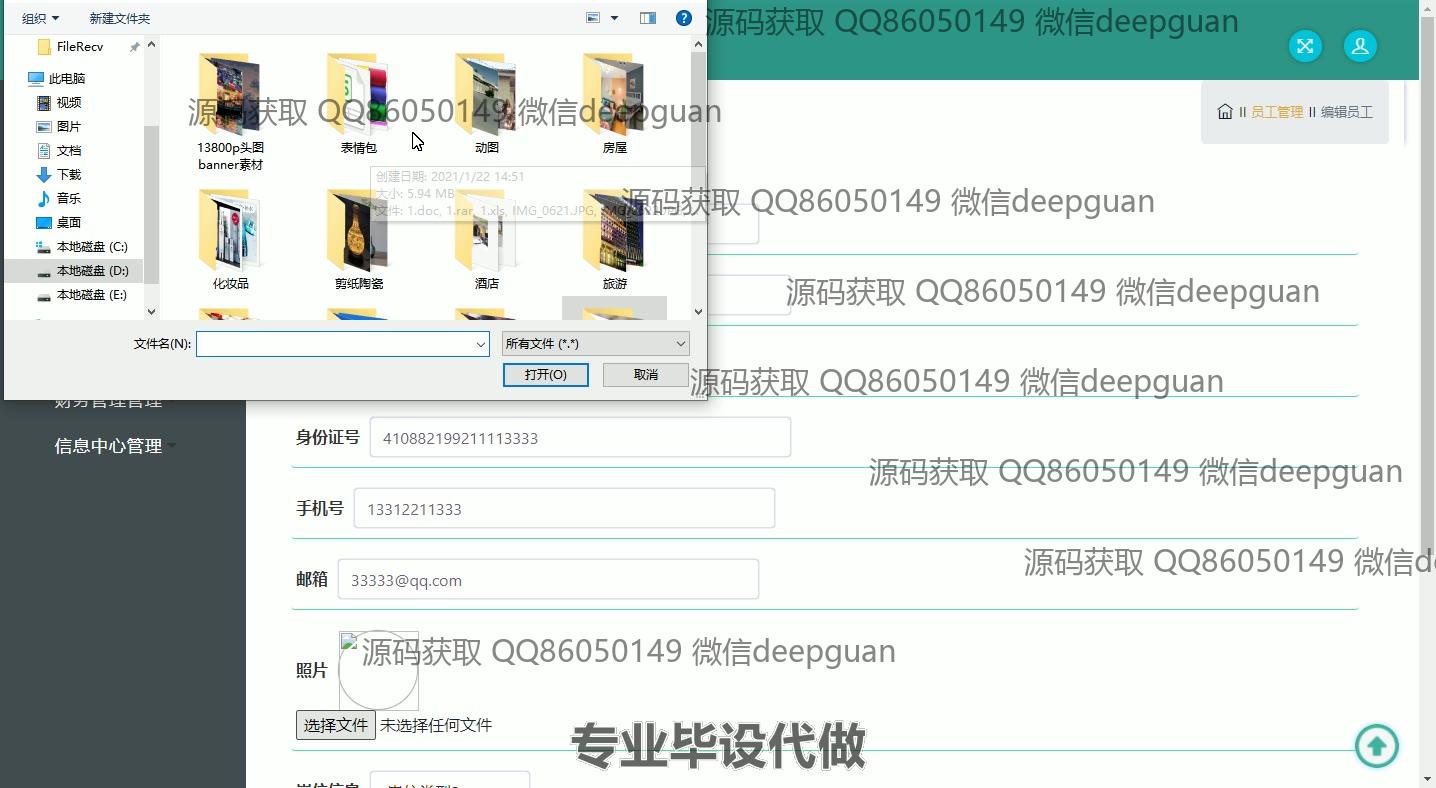 组织
新建文件夹
源码获取 QQ86050149 微信deepguan
FileRecv
此电脑
视频
图片
文档
下载
音乐
桌面
本地磁盘 (C:)
本地磁盘 (D:)
本地磁盘 (E:)
源码获取 QQ86050149 微信deepguan
13800p头图
banner素材
表情包
动图
房屋
II 员工管理 II 编辑员工
创建日期: 2021/1/22 14:51
大小: 5.94 MB
文件: 1.doc, 1.rar, 1.xls, IMG_0621.JPG,
源码获取 QQ86050149 微信deepguan
化妆品
剪纸陶瓷
酒店
旅游
源码获取 QQ86050149 微信deepguan
文件名(N):
所有文件 (*.*)
打开(O)
取消
源码获取 QQ86050149 微信deepguan
财务管理管理
信息中心管理
身份证号
410882199211113333
源码获取 QQ86050149 微信deepguan
手机号
13312211333
源码获取 QQ86050149 微信d
邮箱
33333@qq.com
照片
源码获取 QQ86050149 微信deepguan
选择文件 未选择任何文件
专业毕设代做